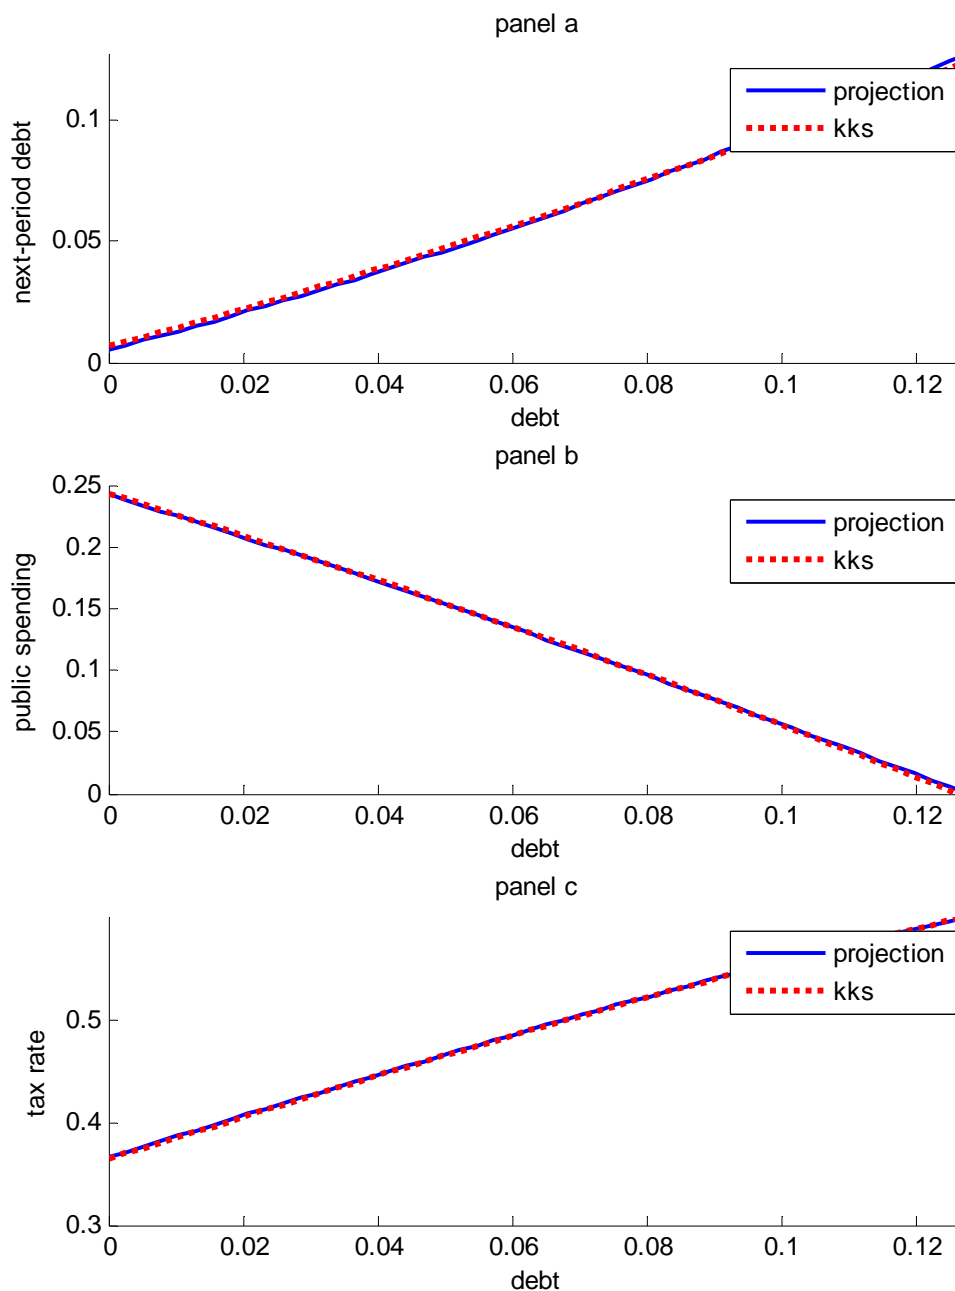 panel a
next-period debt
0.1
0.05
0
projection
kks
0 0.02 0.04 0.06 0.08 0.1 0.12
debt
panel b
public spending
0.25
0.2
0.15
0.1
0.05
0
projection
kks
0 0.02 0.04 0.06 0.08 0.1 0.12
debt
panel c
tax rate
0.5
0.4
0.3
projection
kks
0 0.02 0.04 0.06 0.08 0.1 0.12
debt